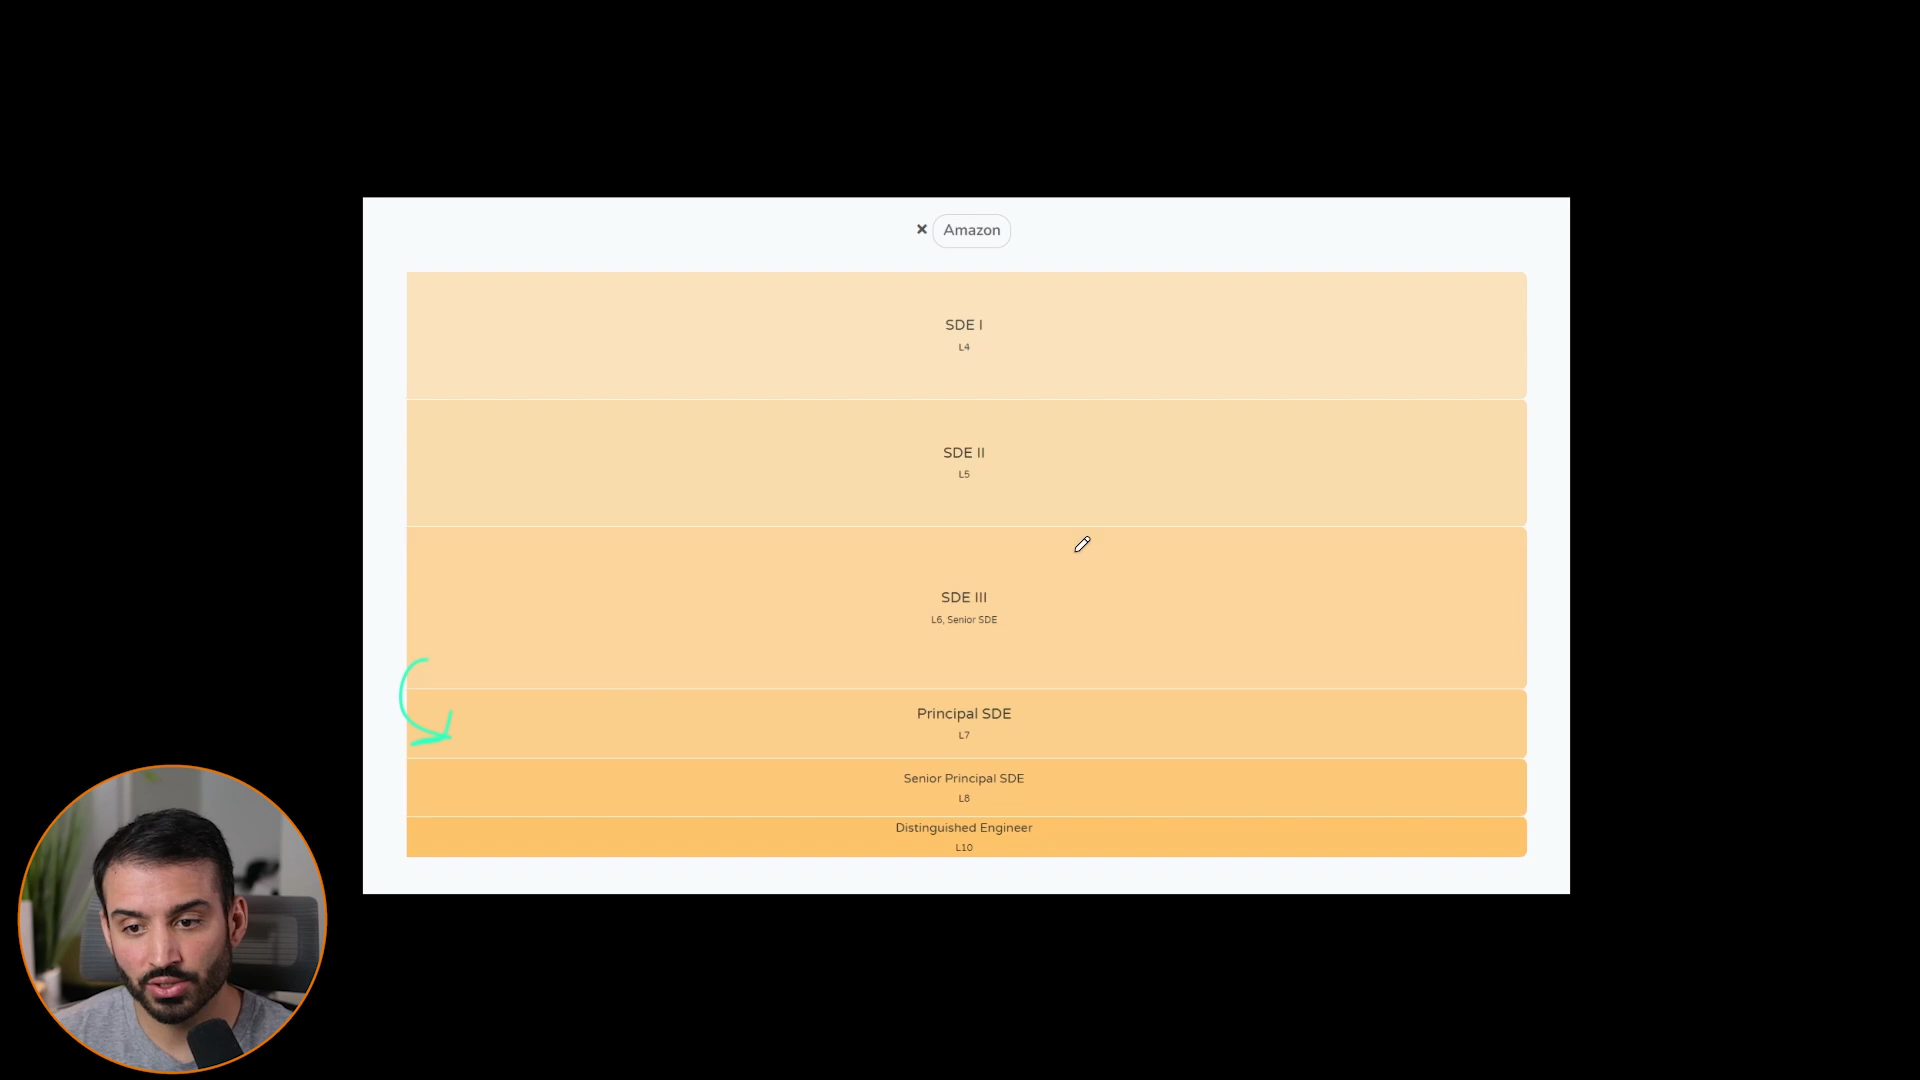 × Amazon
SDE I
L4
SDE II
L5
SDE III
L6, Senior SDE
Principal SDE
L7
Senior Principal SDE
L8
Distinguished Engineer
L10